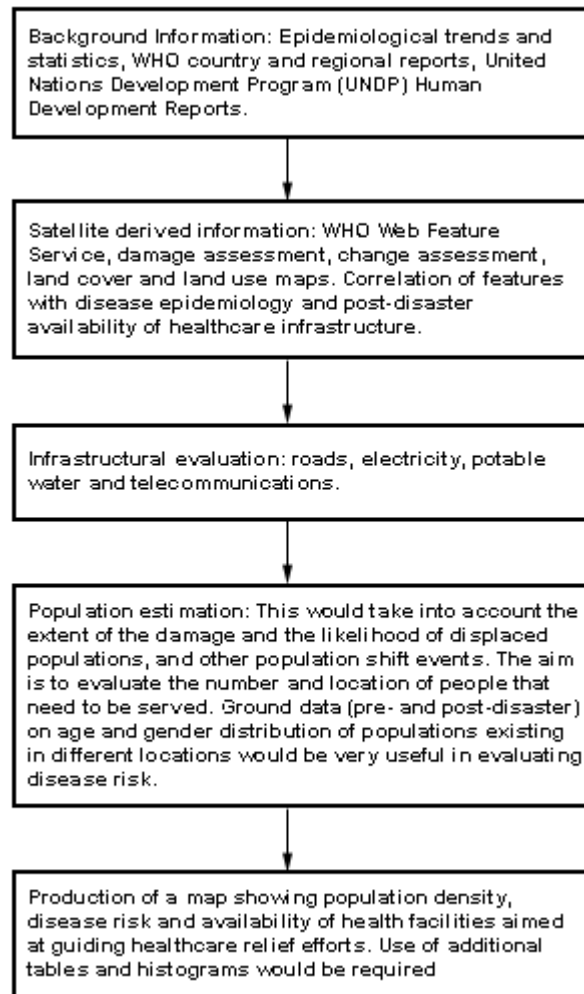 Background Information: Epidemiological trends and
statistics, WHO country and regional reports, United
Nations Development Program (UNDP) Human
Development Reports.
Satellite derived information: WHO Web Feature
Service, damage assessment, change assessment,
land cover and land use maps. Correlation of features
with disease epidemiology and post-disaster
availability of healthcare infrastructure.
Infrastructural evaluation: roads, electricity, potable
water and telecommunications.
Population estimation: This would take into account the
extent of the damage and the likelihood of displaced
populations, and other population shift events. The aim
is to evaluate the number and location of people that
need to be served. Ground data (pre- and post-disaster)
on age and gender distribution of populations existing
in different locations would be very useful in evaluating
disease risk.
Production of a map showing population density,
disease risk and availability of health facilities aimed
at guiding healthcare relief efforts. Use of additional
tables and histograms would be required